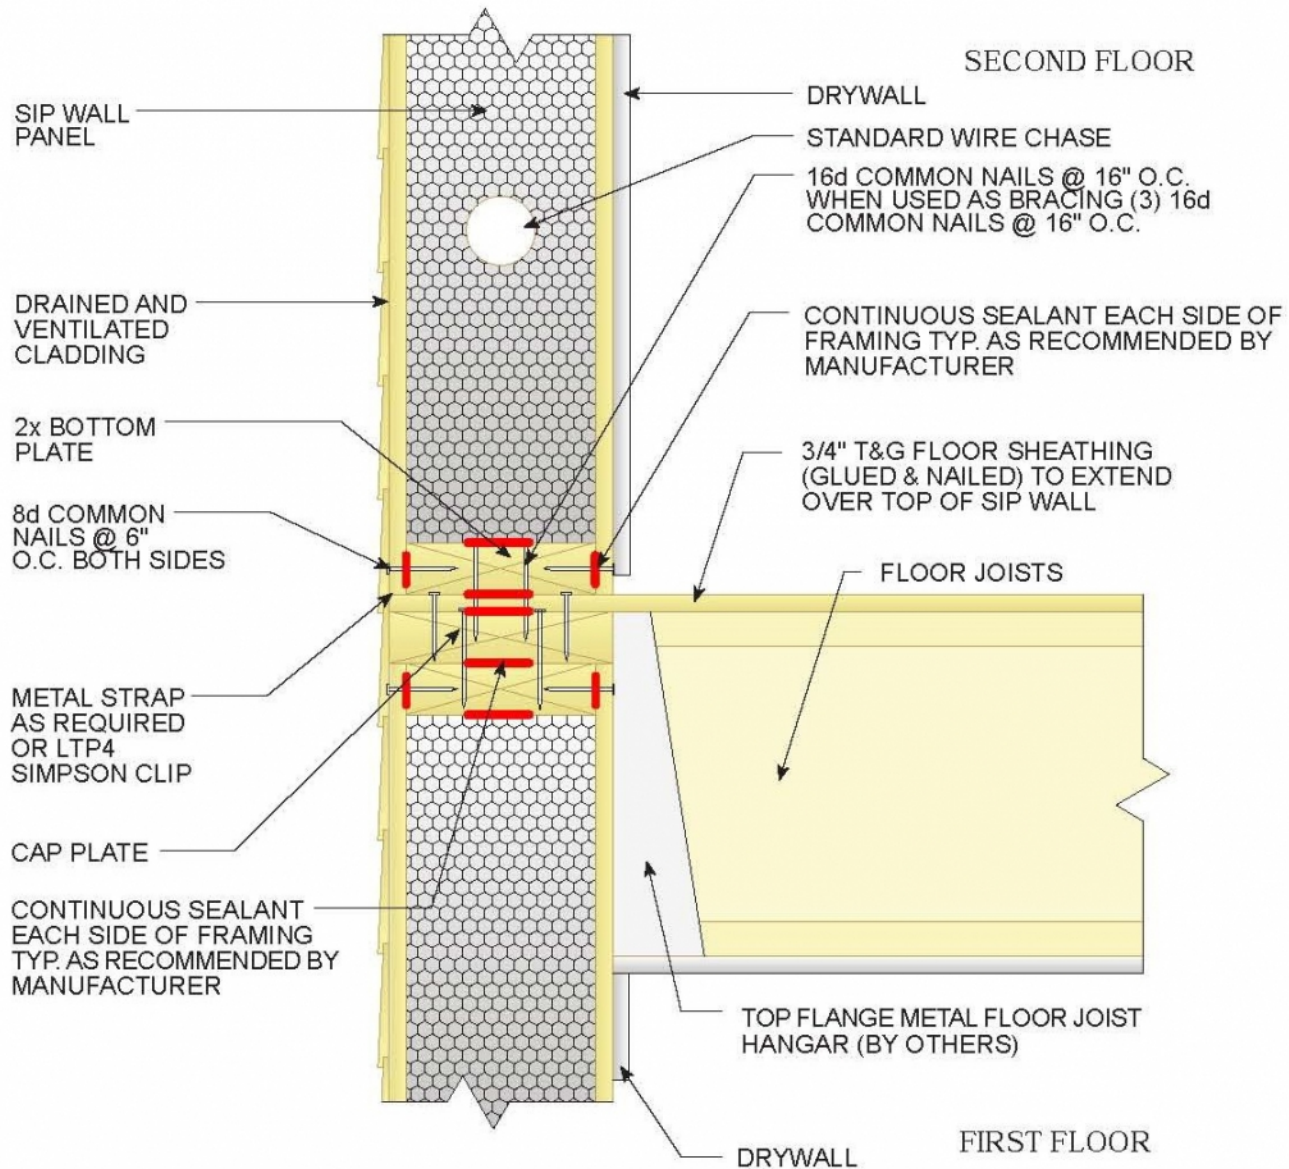 SECOND FLOOR
SIP WALL
PANEL
DRYWALL
STANDARD WIRE CHASE
16d COMMON NAILS @ 16" O.C.
WHEN USED AS BRACING (3) 16d
COMMON NAILS @ 16" O.C.
DRAINED AND
VENTILATED
CLADDING
CONTINUOUS SEALANT EACH SIDE OF
FRAMING TYP. AS RECOMMENDED BY
MANUFACTURER
2x BOTTOM
PLATE
3/4" T&G FLOOR SHEATHING
(GLUED & NAILED) TO EXTEND
OVER TOP OF SIP WALL
8d COMMON
NAILS @ 6"
O.C. BOTH SIDES
FLOOR JOISTS
METAL STRAP
AS REQUIRED
OR LTP4
SIMPSON CLIP
CAP PLATE
CONTINUOUS SEALANT
EACH SIDE OF FRAMING
TYP. AS RECOMMENDED BY
MANUFACTURER
TOP FLANGE METAL FLOOR JOIST
HANGAR (BY OTHERS)
DRYWALL
FIRST FLOOR